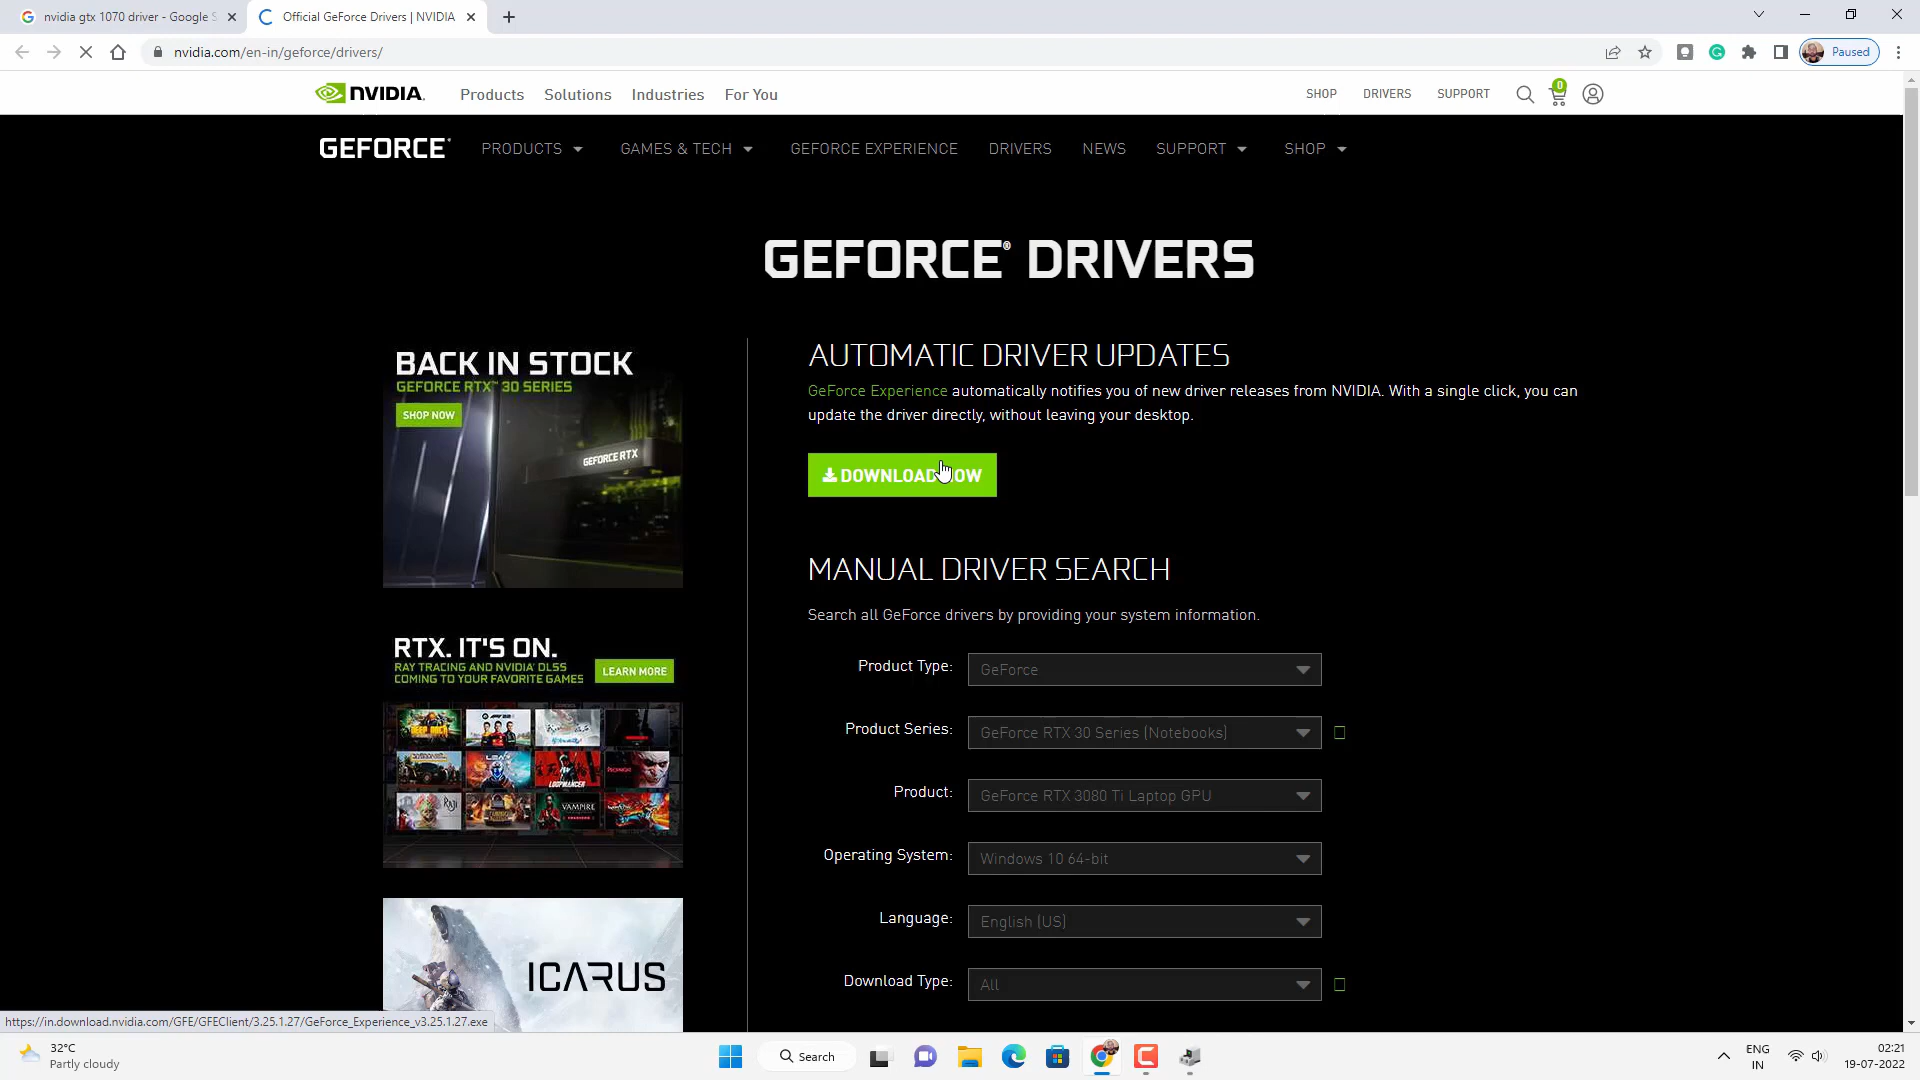 nvidia gtx 1070 driver - Google S
Official GeForce Drivers | NVIDIA
nvidia.com/en-in/geforce/drivers/
Paused
NVIDIA.
Products
Solutions
Industries
For You
SHOP
DRIVERS
SUPPORT
0
GEFORCE
PRODUCTS
GAMES & TECH
GEFORCE EXPERIENCE
DRIVERS
NEWS
SUPPORT
SHOP
GEFORCE® DRIVERS
BACK IN STOCK
GEFORCE RTX™ 30 SERIES
SHOP NOW
GEFORCE RTX
RTX. IT'S ON.
RAY TRACING AND NVIDIA DLSS
COMING TO YOUR FAVORITE GAMES
LEARN MORE
VAMPIRE
ICARUS
AUTOMATIC DRIVER UPDATES
GeForce Experience automatically notifies you of new driver releases from NVIDIA. With a single click, you can
update the driver directly, without leaving your desktop.
DOWNLOAD NOW
MANUAL DRIVER SEARCH
Search all GeForce drivers by providing your system information.
Product Type: GeForce
Product Series: GeForce RTX 30 Series (Notebooks)
Product: GeForce RTX 3080 Ti Laptop GPU
Operating System: Windows 10 64-bit
Language: English (US)
Download Type: All
https://in.download.nvidia.com/GFE/GFEClient/3.25.1.27/GeForce_Experience_v3.25.1.27.exe
32°C
Partly cloudy
Search
ENG
IN
02:21
19-07-2022